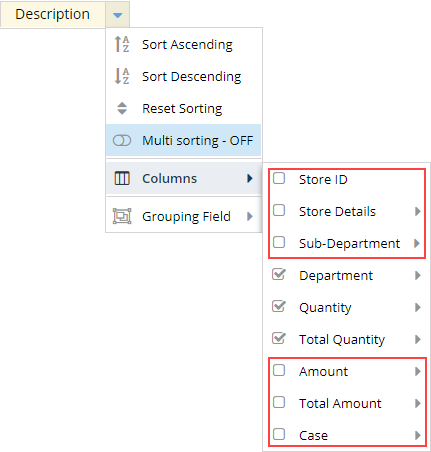 Description
Sort Ascending
Sort Descending
Reset Sorting
Multi sorting - OFF
Columns
Grouping Field
Store ID
Store Details
Sub-Department
Department
Quantity
Total Quantity
Amount
Total Amount
Case